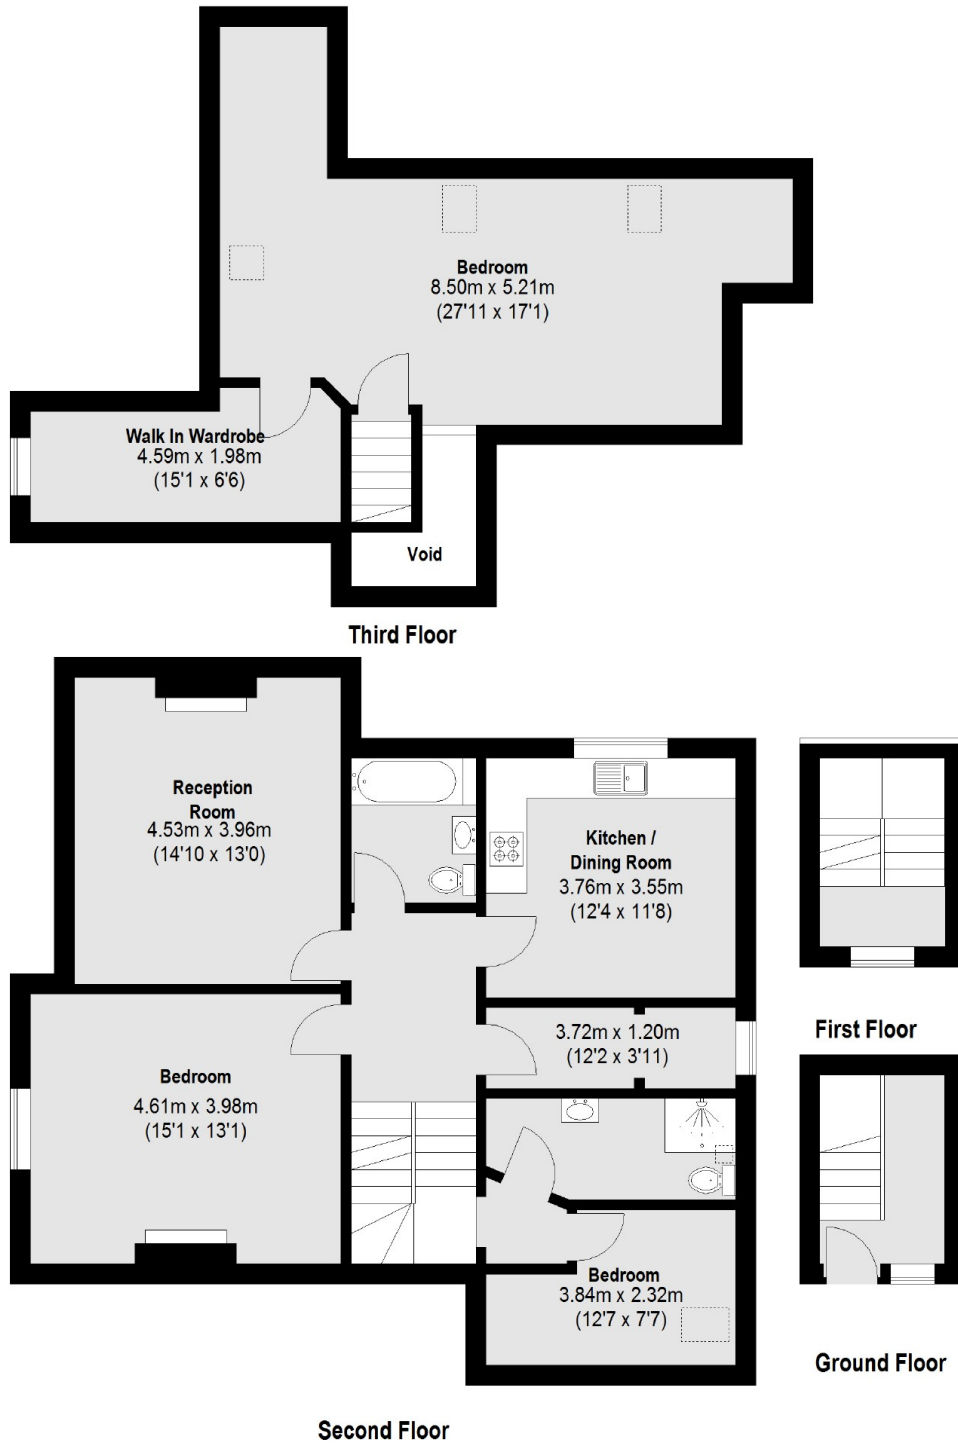 Bedroom
8.50m x 5.21m
(27'11 x 17'1)
Walk In Wardrobe
4.59m x 1.98m
(15'1 x 6'6)
Void
Third Floor
Reception
Room
4.53m x 3.96m
(14'10 x 13'0)
Kitchen /
Dining Room
3.76m x 3.55m
(12'4 x 11'8)
3.72m x 1.20m
(12'2 x 3'11)
Bedroom
4.61m x 3.98m
(15'1 x 13'1)
Bedroom
3.84m x 2.32m
(12'7 x 7'7)
Second Floor
First Floor
Ground Floor